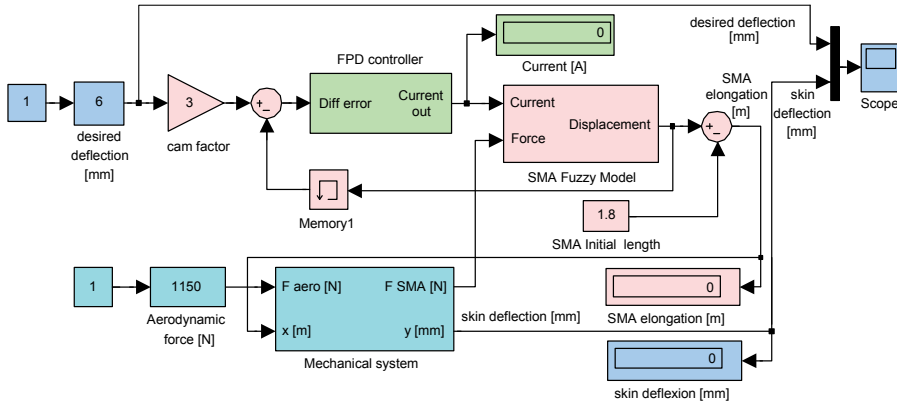 desired deflection
[mm]
0
FPD controller
Current [A]
SMA
elongation
[m]
skin
deflection
[mm]
Scope
1
6
3
+
−
Diff error
Current
out
Current
Force
Displacement
+
−
desired
deflection
[mm]
cam factor
SMA Fuzzy Model
Memory1
1.8
SMA Initial length
1
1150
F aero [N]
F SMA [N]
x [m]
y [mm]
0
Aerodynamic
force [N]
skin deflection [mm]
SMA elongation [m]
Mechanical system
0
skin deflexion [mm]